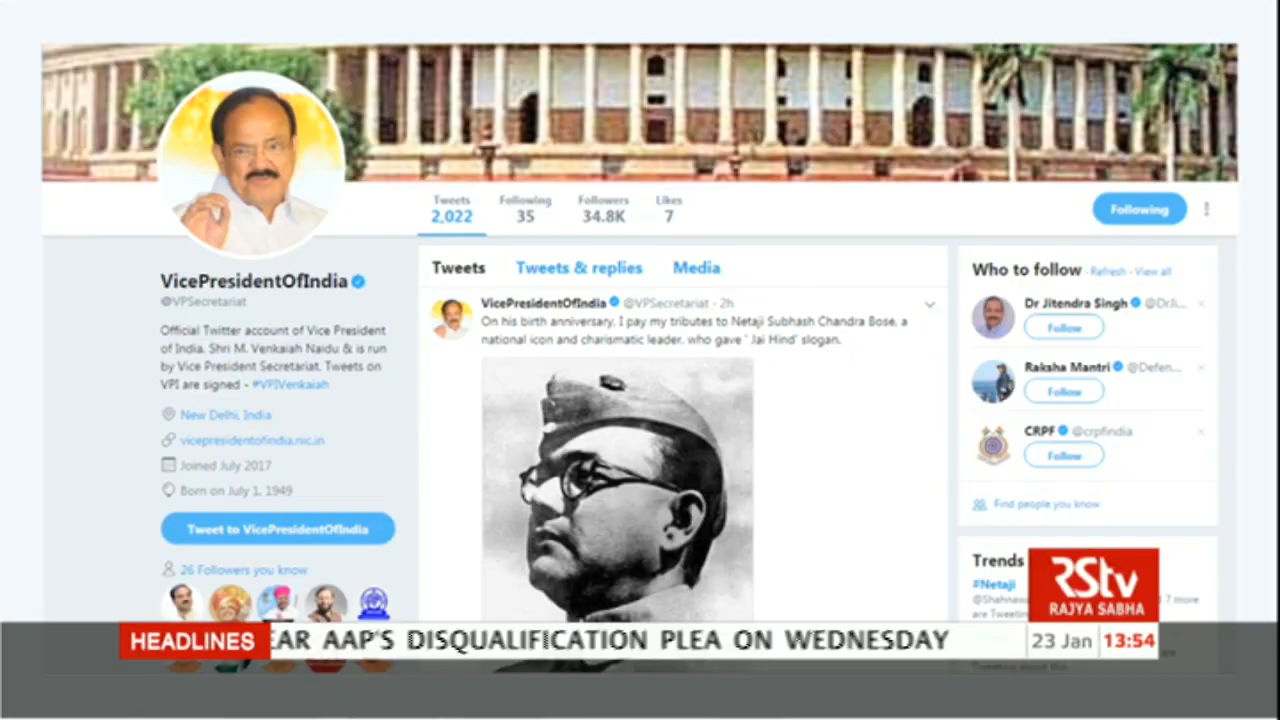 Tweets
2,022
Following
35
Followers
34.8K
Likes
7
Following
VicePresidentOfIndia
@VPSecretariat
Official Twitter account of Vice President
of India. Shri M. Venkaiah Naidu & is run
by Vice President Secretariat. Tweets on
VPI are signed - #VPIVenkaiah
New Delhi, India
vicepresidentofindia.nic.in
Joined July 2017
Born on July 1, 1949
Tweet to VicePresidentOfIndia
26 Followers you know
Tweets Tweets & replies Media
VicePresidentOfIndia @VPSecretariat - 2h
On his birth anniversary, I pay my tributes to Netaji Subhash Chandra Bose, a
national icon and charismatic leader, who gave ' Jai Hind' slogan.
Who to follow - Refresh - View all
Dr Jitendra Singh @DrJi...
Follow
Raksha Mantri @Defen...
Follow
CRPF @crpfindia
Follow
Find people you know
Trends
#Netaji
7 more
are
RSTV
RAJYA SABHA
HEADLINES EAR AAP'S DISQUALIFICATION PLEA ON WEDNESDAY 23 Jan 13:54